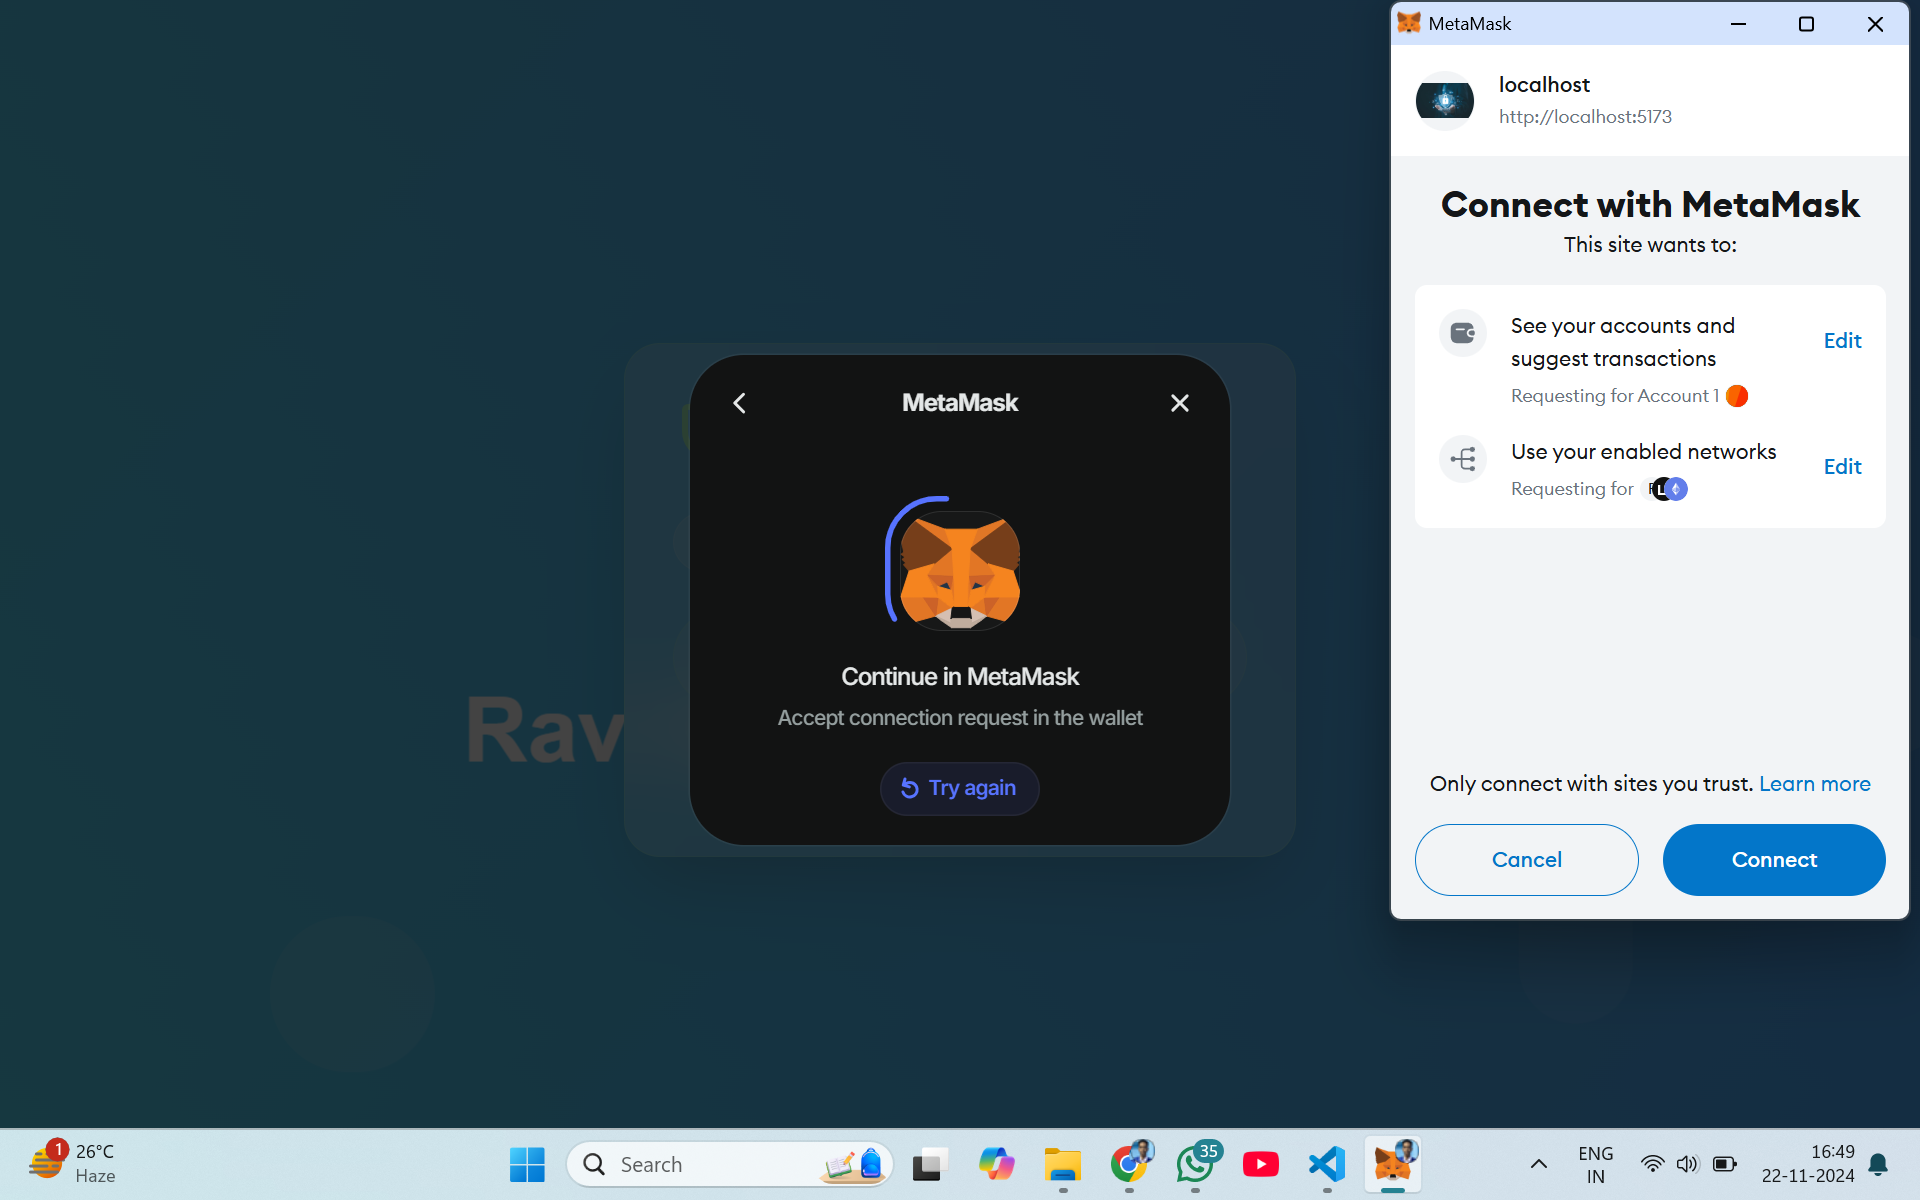 MetaMask
localhost
http://localhost:5173
Connect with MetaMask
This site wants to:
See your accounts and
suggest transactions
Edit
Requesting for Account 1
Use your enabled networks
Edit
Requesting for
L
Only connect with sites you trust. Learn more
Cancel
Connect
MetaMask
Continue in MetaMask
Accept connection request in the wallet
Try again
Rav
1
26°C
Haze
Search
35
ENG
IN
16:49
22-11-2024